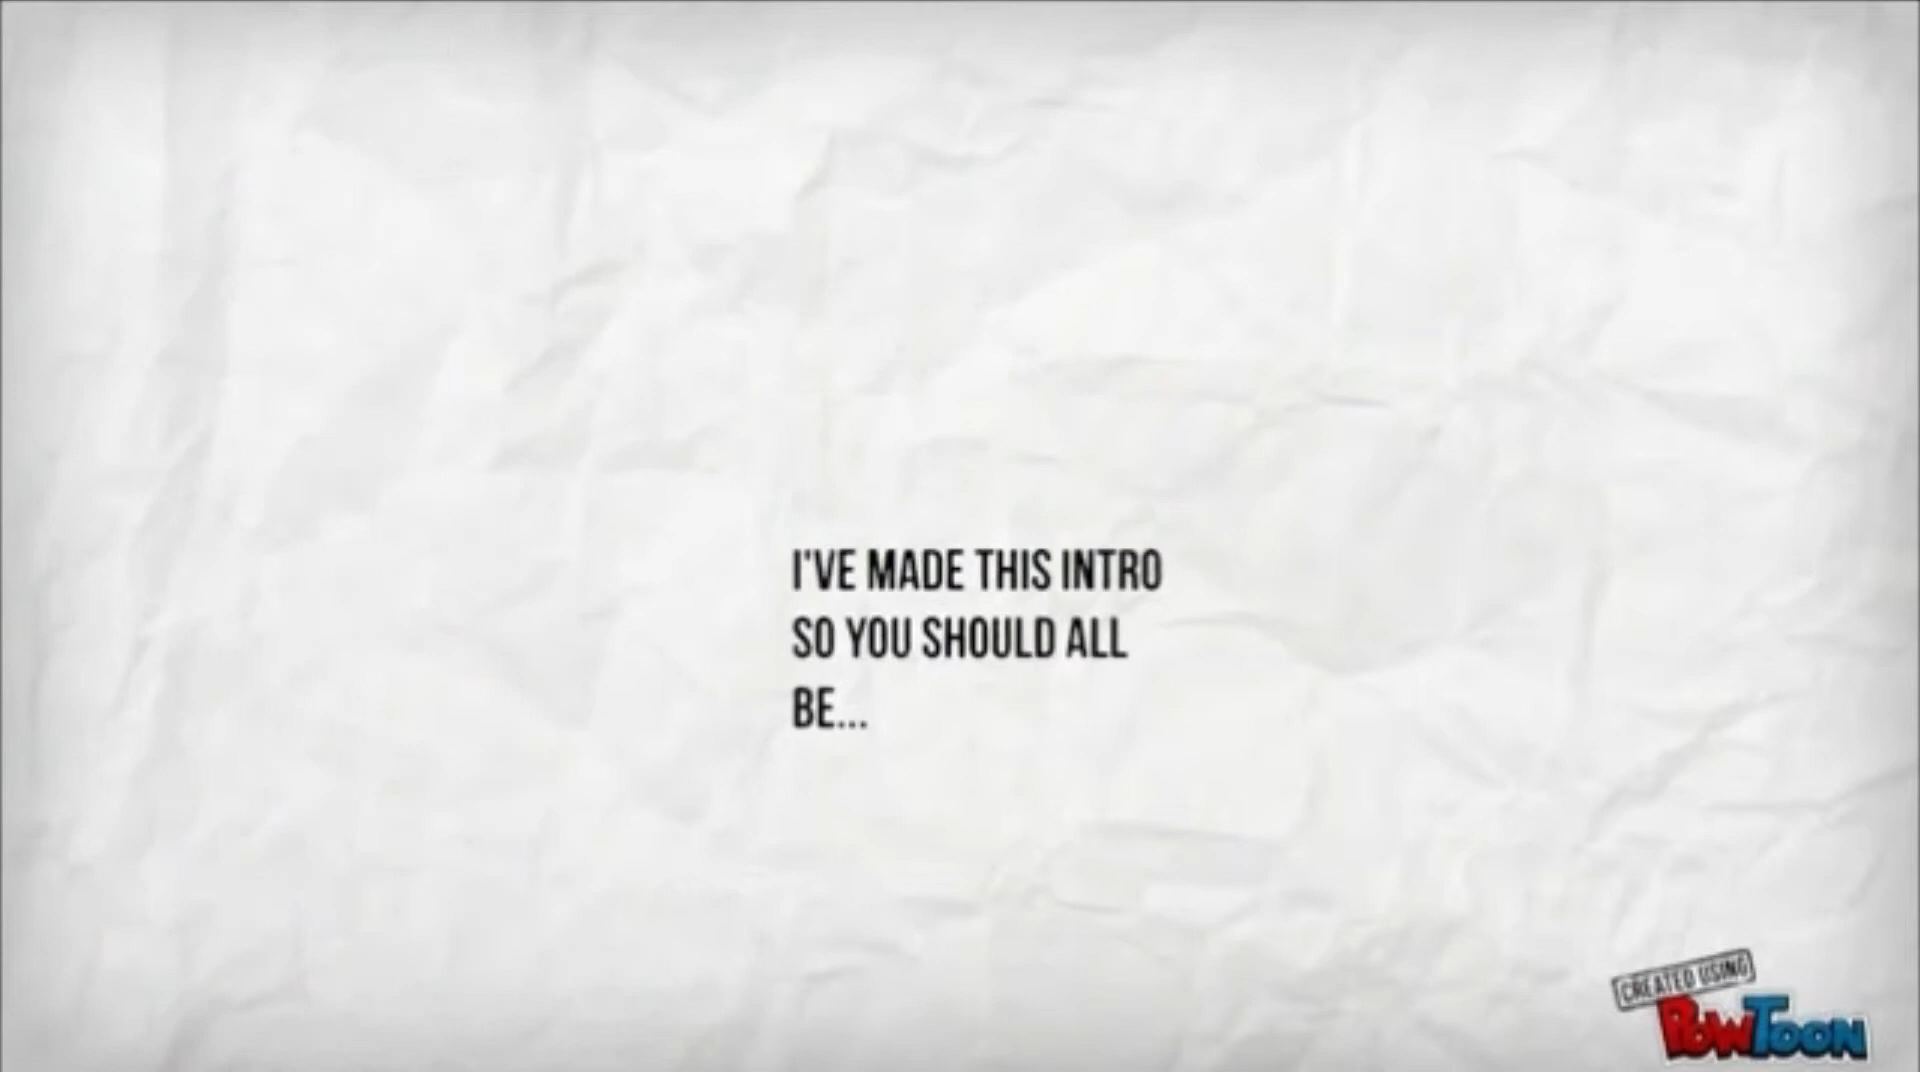 I'VE MADE THIS INTRO
SO YOU SHOULD ALL
BE...
CREATED USING
POWTOON